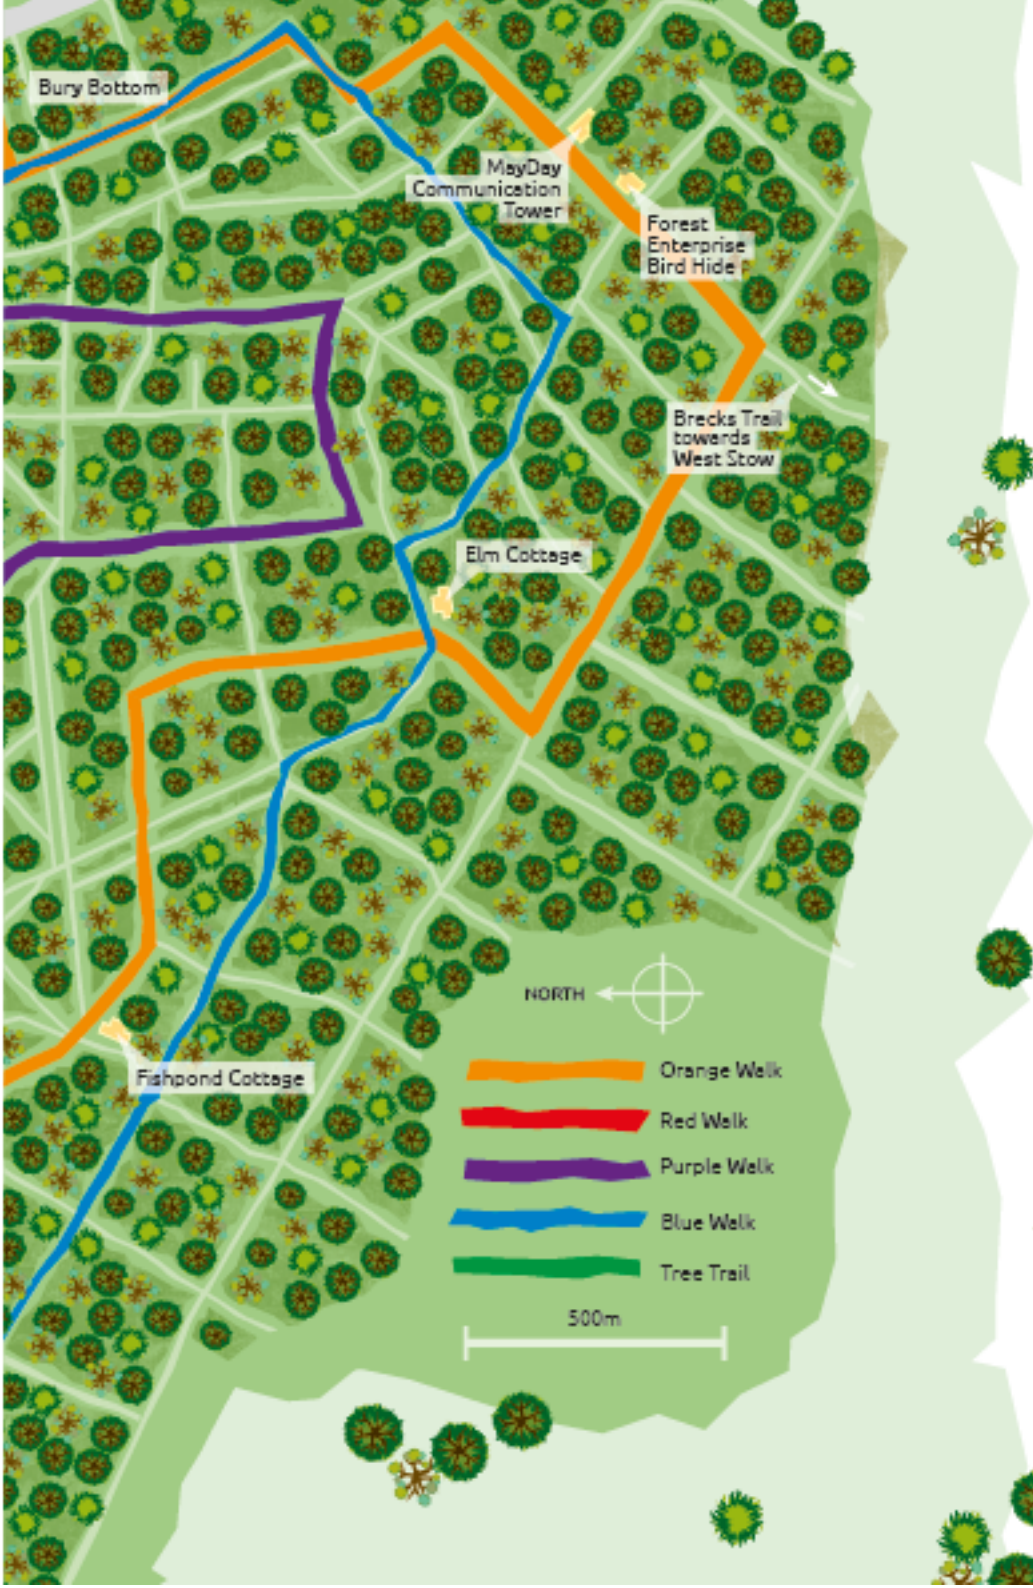 Bury Bottom
MayDay
Communication
Tower
Forest
Enterprise
Bird Hide
Brecks Trail
towards
West Stow
Elm Cottage
NORTH
Fishpond Cottage
Orange Walk
Red Walk
Purple Walk
Blue Walk
Tree Trail
500m